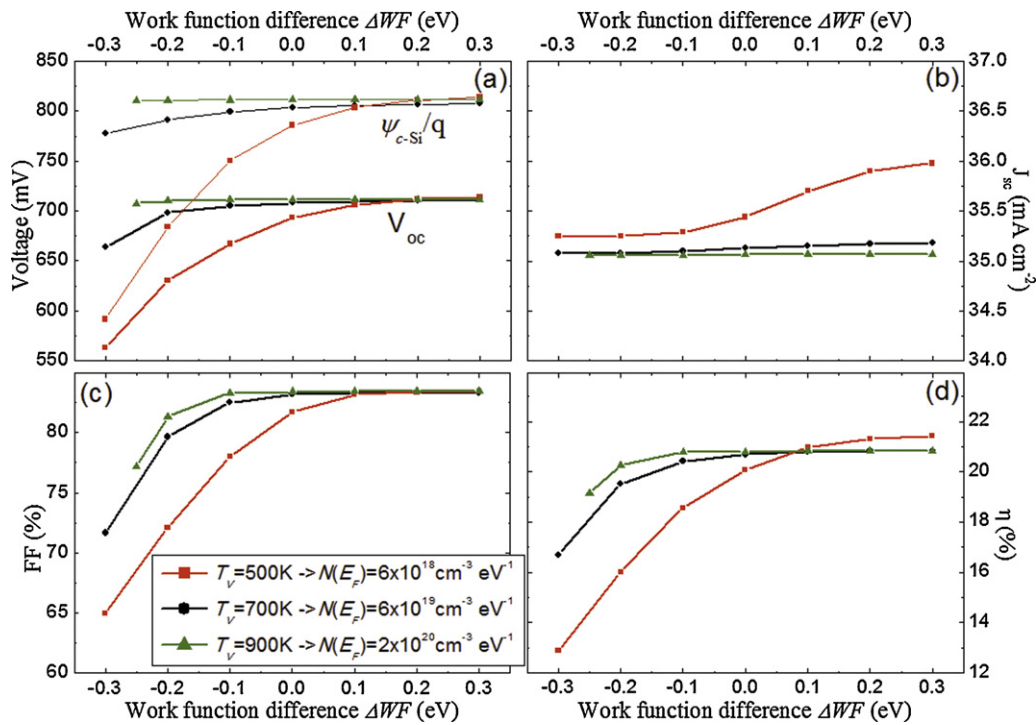 Work function difference ΔWF (eV) Work function difference ΔWF (eV)
-0.3 -0.2 -0.1 0.0 0.1 0.2 0.3 -0.3 -0.2 -0.1 0.0 0.1 0.2 0.3
850 (a) (b) 37.0
800 36.5
ψc-Si/q
750 36.0
700 35.5
Voc
650 35.0
600 34.5
550 34.0
Voltage (mV)
Jsc (mA cm-2)
(c) (d)
80 22
75 20
70 18
65 16
60 14
12
FF (%)
η (%)
TV=500K ->N(EF)=6x10^18cm-3 eV-1
TV=700K ->N(EF)=6x10^19cm-3 eV-1
TV=900K ->N(EF)=2x10^20cm-3 eV-1
-0.3 -0.2 -0.1 0.0 0.1 0.2 0.3 -0.3 -0.2 -0.1 0.0 0.1 0.2 0.3
Work function difference ΔWF (eV) Work function difference ΔWF (eV)